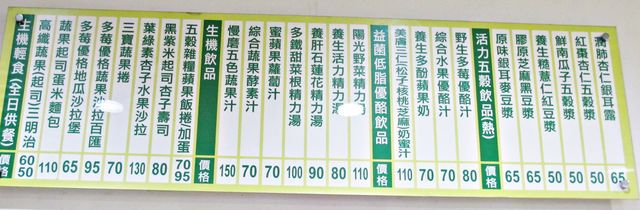 生機輕食(全日供餐) 價格
高纖蔬果(起司)三明治 60 50
蔬果起司蛋米麵包 110
多莓優格地瓜沙拉堡 65
多莓優格蔬果沙拉百匯 95
三寶蔬果捲 70
葉綠素杏子水果沙拉 130
黑紫米起司杏子壽司 80
五穀雜糧蘋果飯捲加蛋 70 95
生機飲品 價格
慢磨五色蔬果汁 150
綜合蔬果酵素汁 70
蜜蘋果蘿蔔汁 70
多鐵甜菜根精力湯 100
養肝石蓮花精力湯 90
養生活力精力湯 80
陽光野菜精力湯 110
益菌低脂優酪飲品 價格
美膚三仁松子核桃芝麻奶蜜汁 110
養生多酚蘋果奶 70
綜合水果優酪汁 70
野生多莓優酪汁 80
活力五穀飲品(熱) 價格
原味銀耳麥豆漿 65
膠原芝麻黑豆漿 65
養生糙薏仁紅豆漿 50
鮮南瓜子五穀漿 50
紅棗杏仁五穀漿 50
潤肺杏仁銀耳露 65